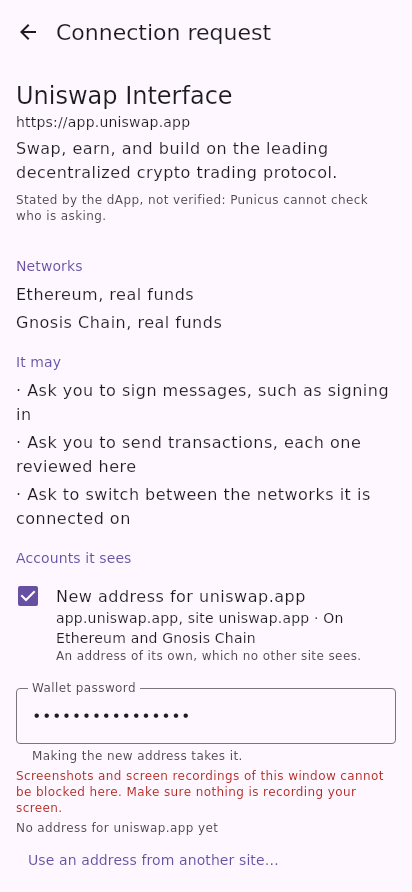 Connection request
Uniswap Interface
https://app.uniswap.app
Swap, earn, and build on the leading
decentralized crypto trading protocol.
Stated by the dApp, not verified: Punicus cannot check
who is asking.
Networks
Ethereum, real funds
Gnosis Chain, real funds
It may
· Ask you to sign messages, such as signing
in
· Ask you to send transactions, each one
reviewed here
· Ask to switch between the networks it is
connected on
Accounts it sees
New address for uniswap.app
app.uniswap.app, site uniswap.app · On
Ethereum and Gnosis Chain
An address of its own, which no other site sees.
Wallet password
••••••••••••••••
Making the new address takes it.
Screenshots and screen recordings of this window cannot
be blocked here. Make sure nothing is recording your
screen.
No address for uniswap.app yet
Use an address from another site…